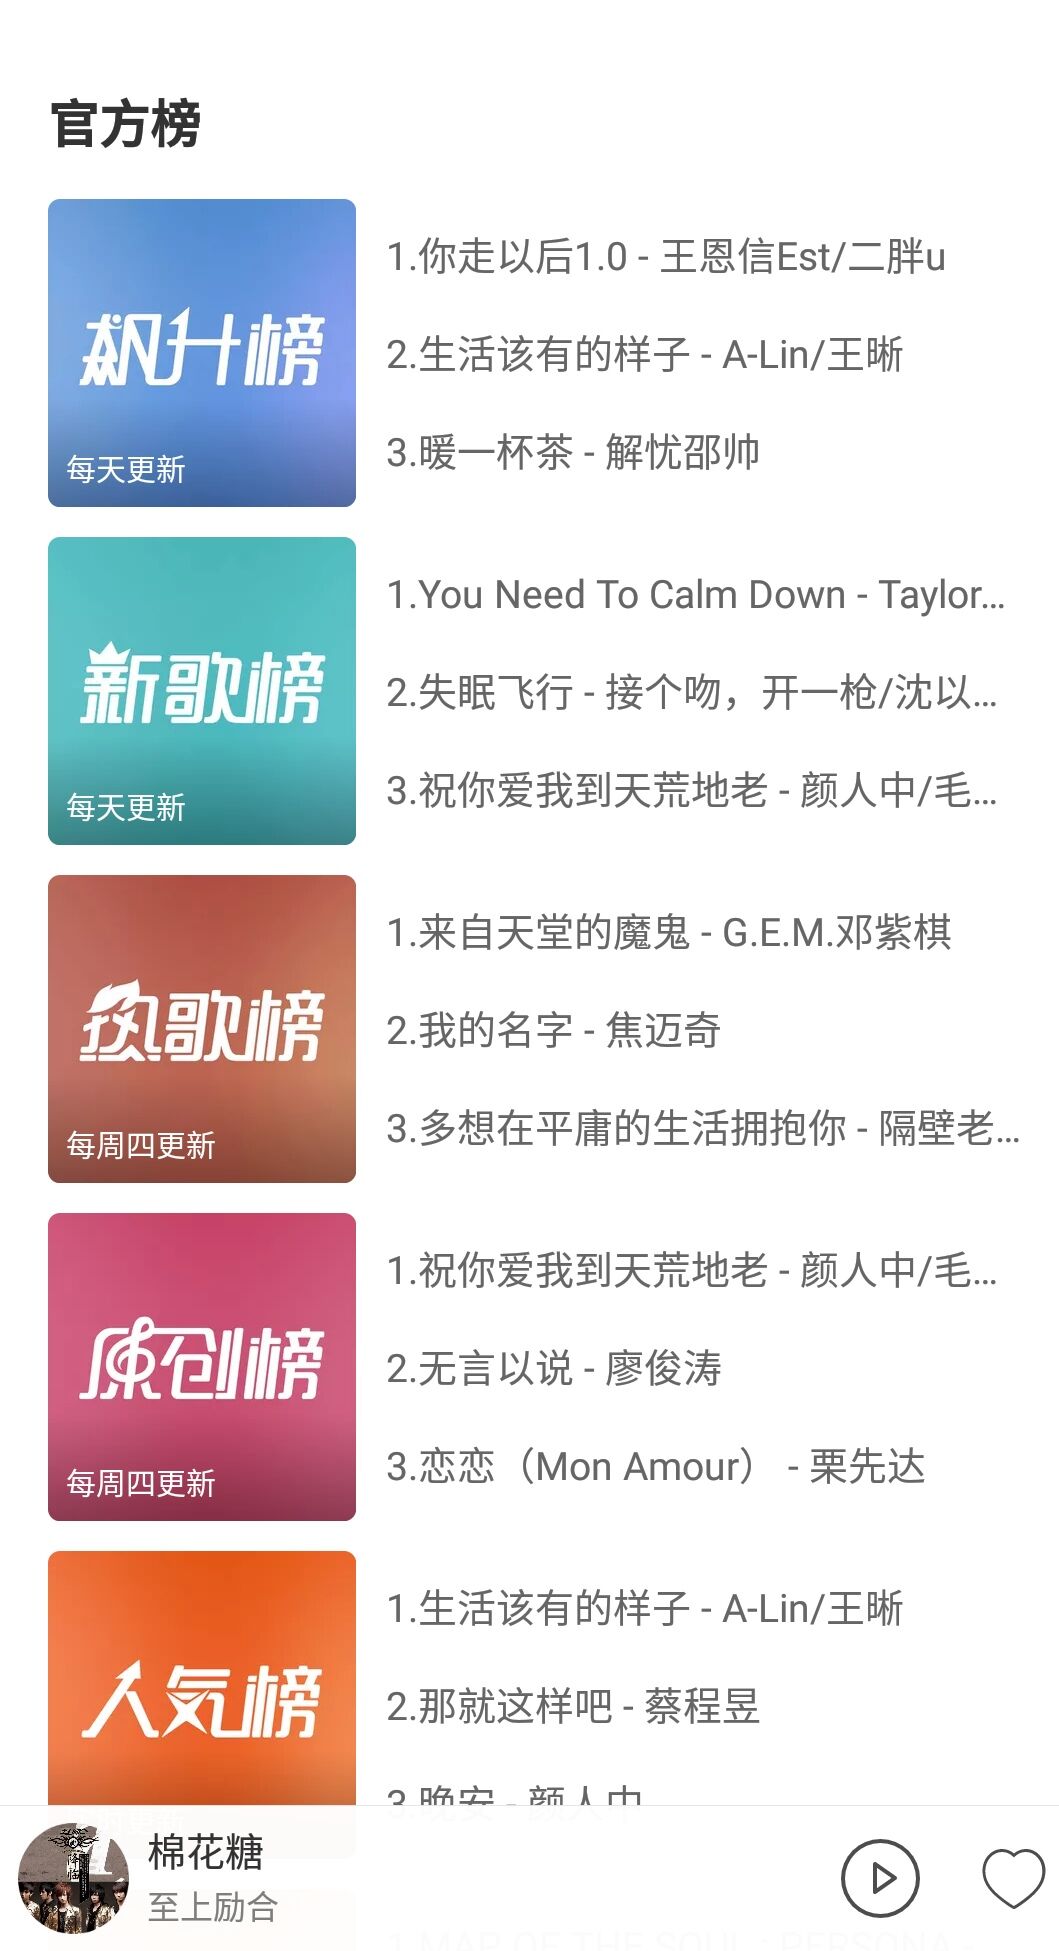 官方榜
飙升榜
每天更新
1.你走以后1.0 - 王恩信Est/二胖u
2.生活该有的样子 - A-Lin/王晰
3.暖一杯茶 - 解忧邵帅
新歌榜
每天更新
1.You Need To Calm Down - Taylor...
2.失眠飞行 - 接个吻，开一枪/沈以...
3.祝你爱我到天荒地老 - 颜人中/毛...
热歌榜
每周四更新
1.来自天堂的魔鬼 - G.E.M.邓紫棋
2.我的名字 - 焦迈奇
3.多想在平庸的生活拥抱你 - 隔壁老...
原创榜
每周四更新
1.祝你爱我到天荒地老 - 颜人中/毛...
2.无言以说 - 廖俊涛
3.恋恋（Mon Amour） - 栗先达
人气榜
1.生活该有的样子 - A-Lin/王晰
2.那就这样吧 - 蔡程昱
3.晚安 - 颜人中
棉花糖
至上励合
1.MAP OF THE SOUL : PERSONA -